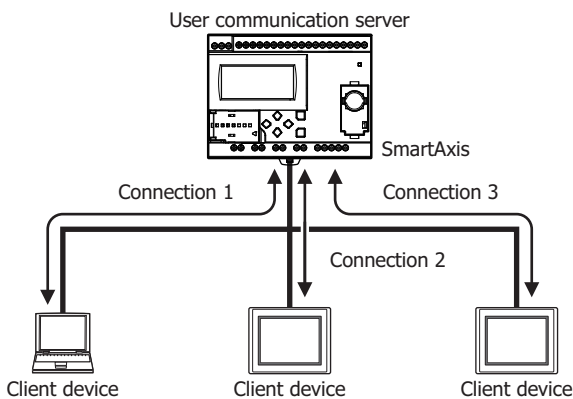 User communication server
SmartAxis
Connection 1
Connection 3
Connection 2
Client device
Client device
Client device